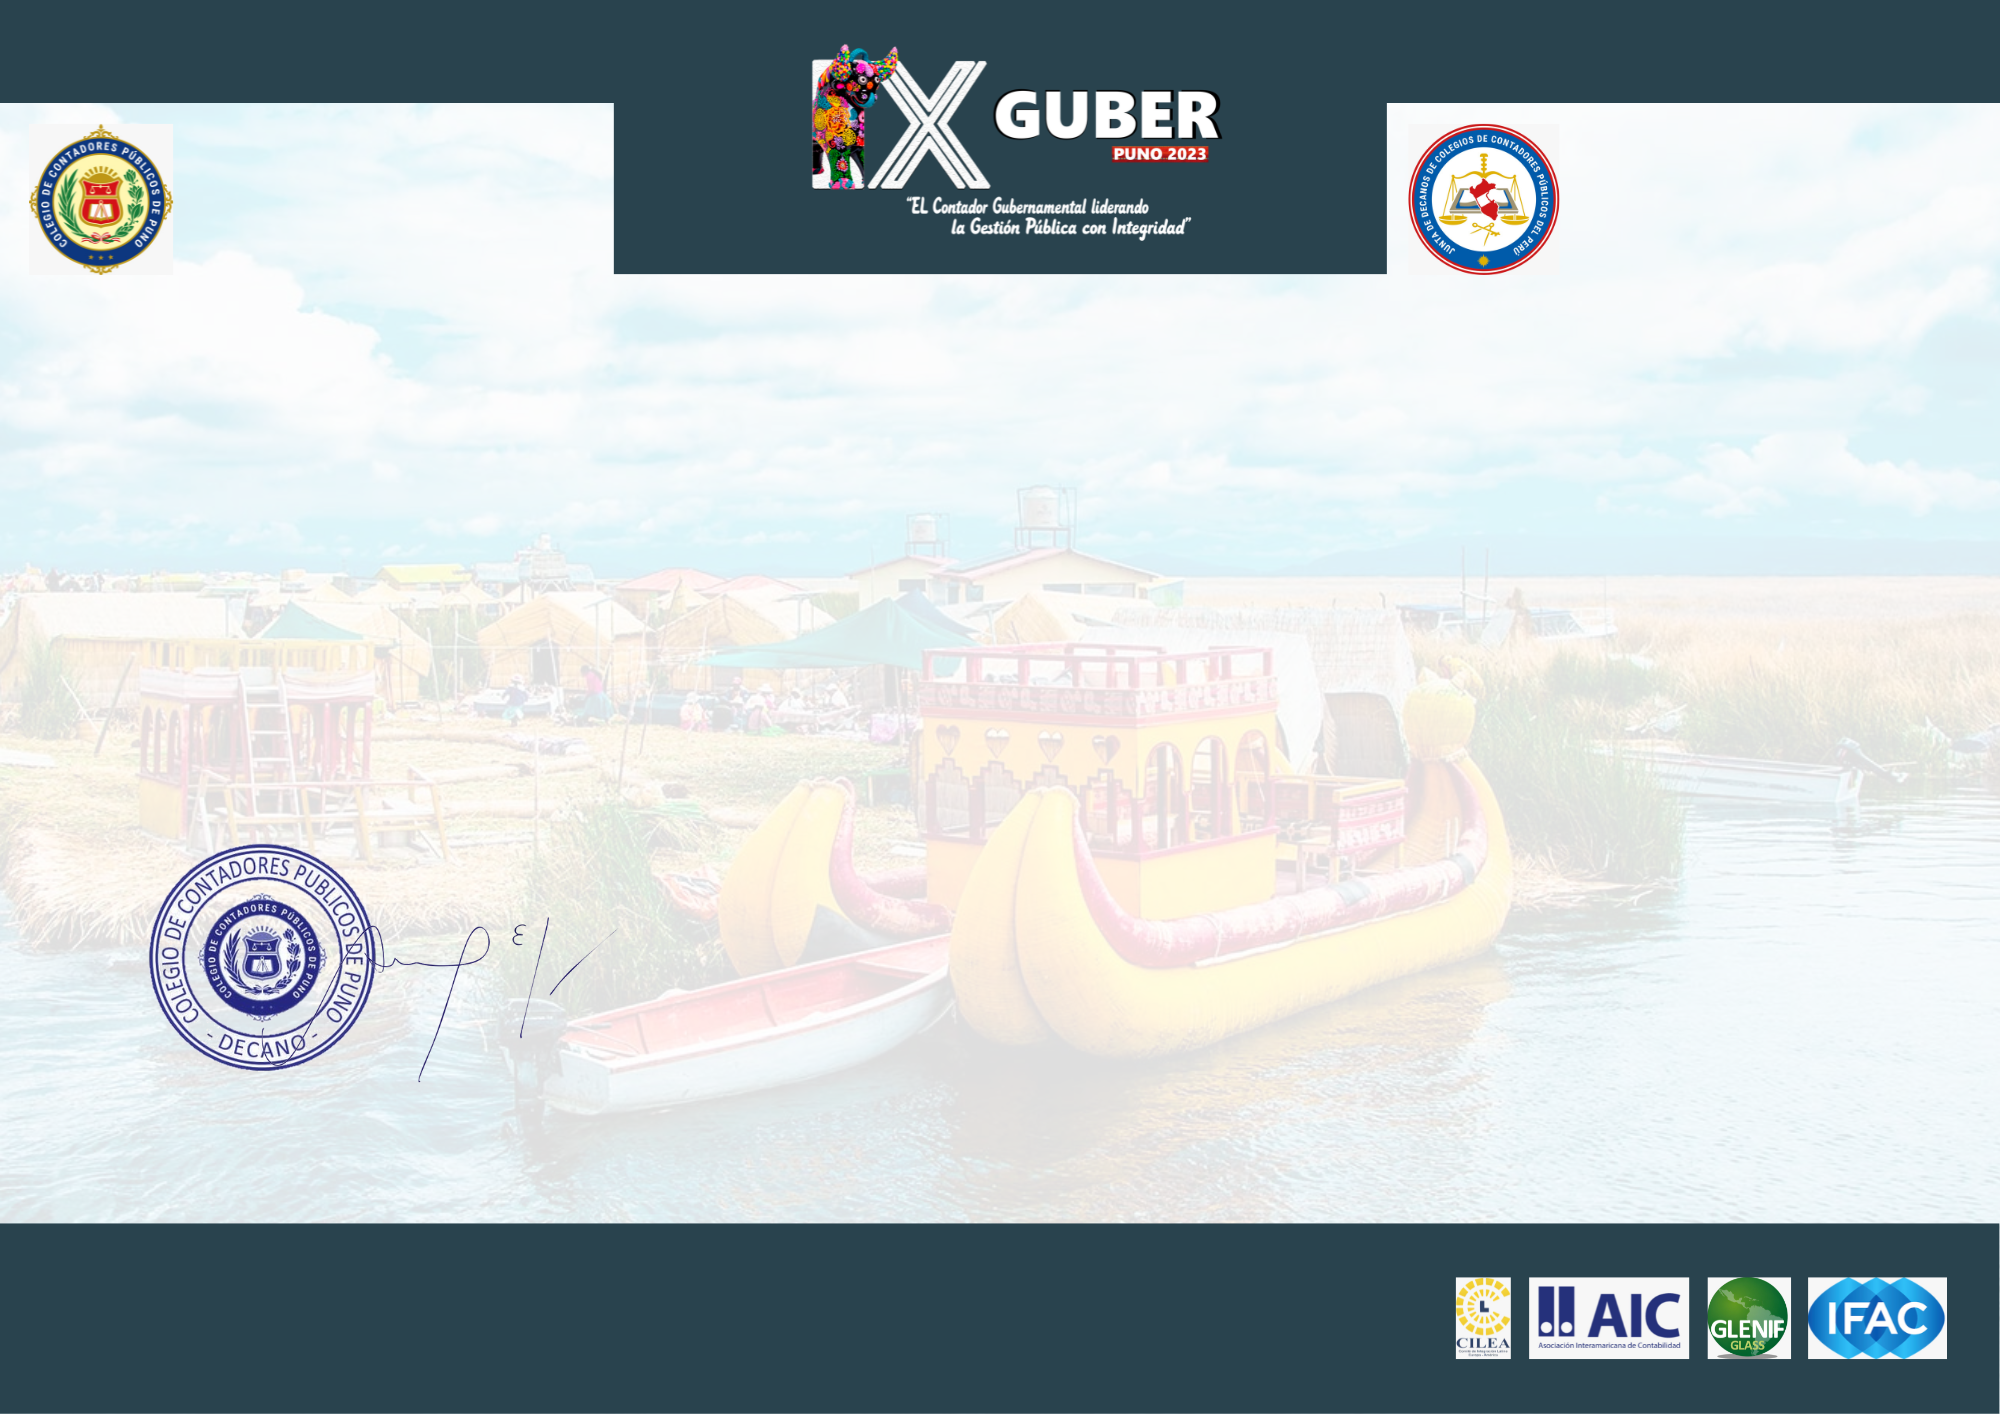 IX GUBER
PUNO 2023
"EL Contador Gubernamental liderando
la Gestión Pública con Integridad"
COLEGIO DE CONTADORES PÚBLICOS DE PUNO
JUNTA DE DECANOS DE COLEGIOS DE CONTADORES PÚBLICOS DEL PERÚ
COLEGIO DE CONTADORES PUBLICOS DE PUNO
COLEGIO DE CONTADORES PÚBLICOS DE PUNO
- DECANO -
CILEA
AIC
Asociación Interamericana de Contabilidad
GLENIF
GLASS
IFAC